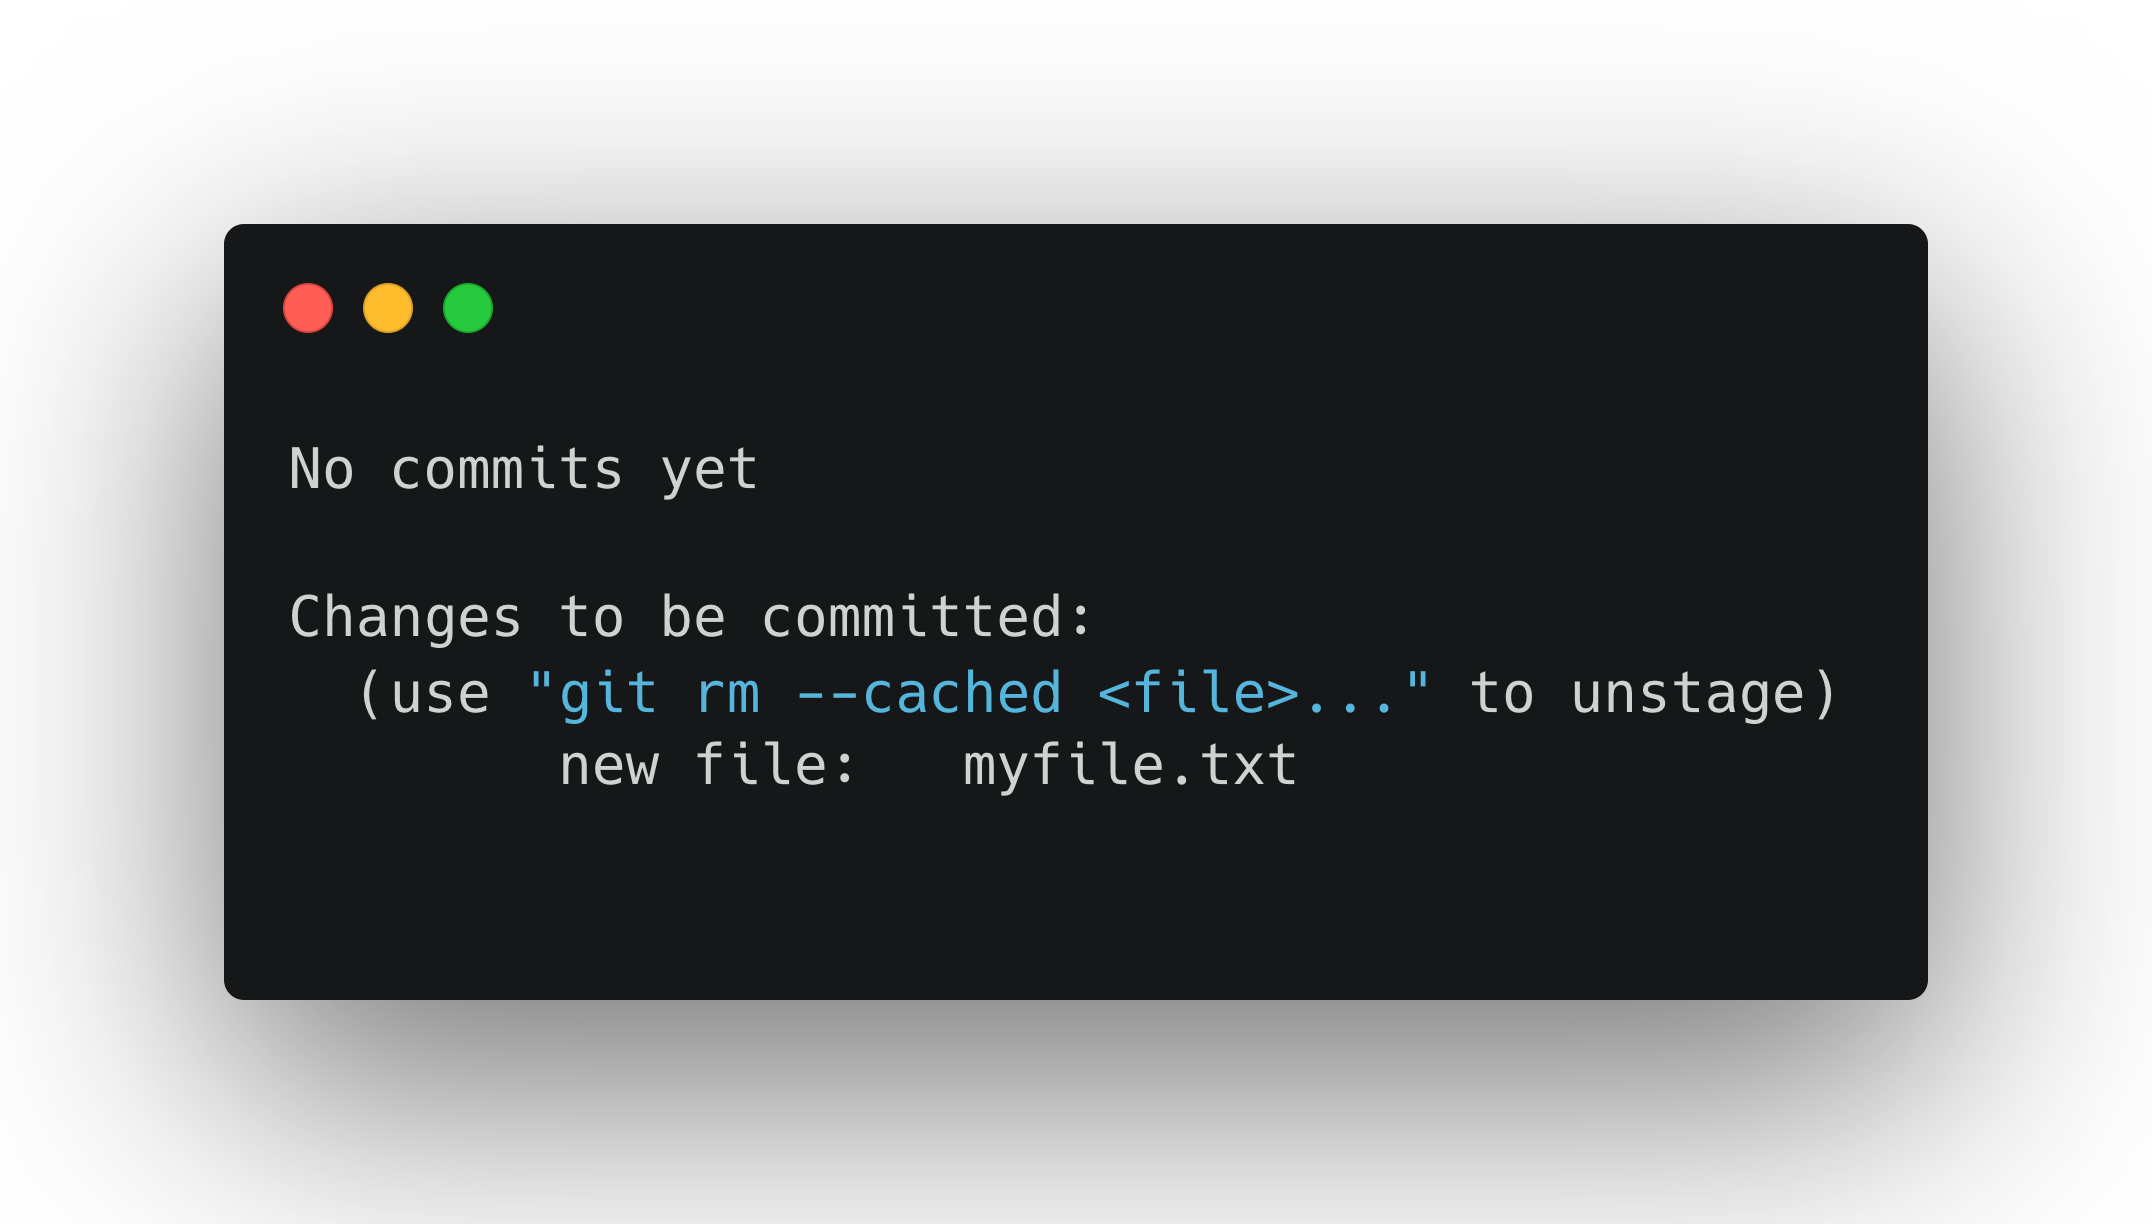 No commits yet
Changes to be committed:
(use "git rm --cached <file>..." to unstage)
new file: myfile.txt